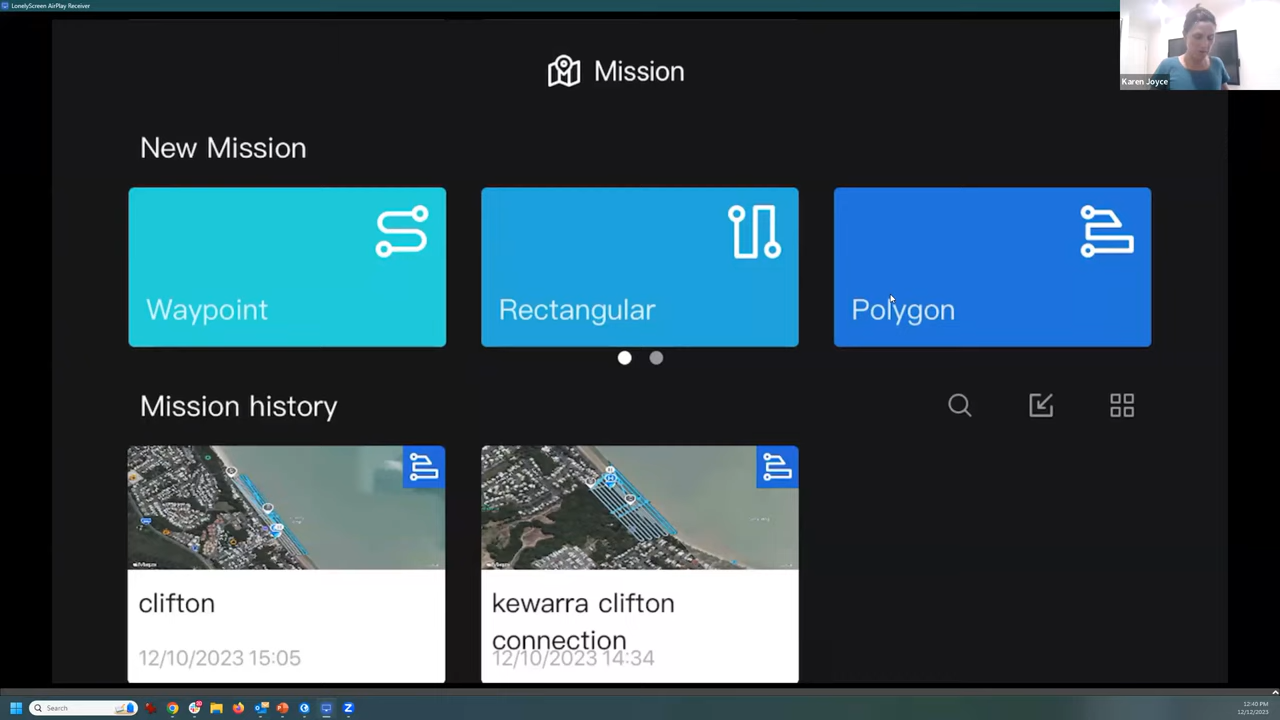 LonelyScreen AirPlay Receiver
Mission
Karen Joyce
New Mission
Waypoint
Rectangular
Polygon
Mission history
clifton
12/10/2023 15:05
kewarra clifton
connection
12/10/2023 14:34
Search
12:40 PM
12/12/2023